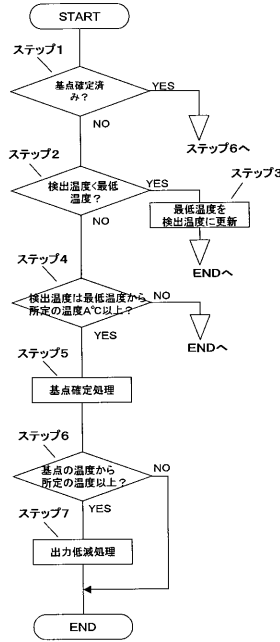 START
ステップ1
基点確定済
み?
YES
NO
ステップ6へ
ステップ2
ステップ3
検出温度<最低
温度?
YES
最低温度を
検出温度に更新
NO
ENDへ
ステップ4
検出温度は最低温度から
所定の温度A℃以上?
NO
YES
ENDへ
ステップ5
基点確定処理
ステップ6
基点の温度から
所定の温度以上?
NO
YES
ステップ7
出力低減処理
END